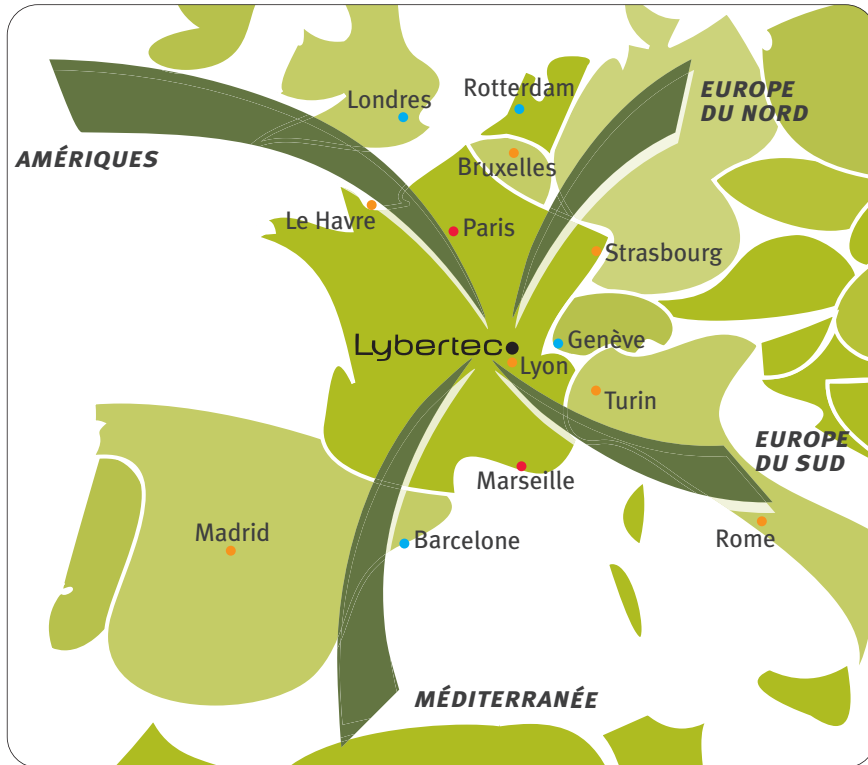 Londres
Rotterdam
EUROPE
DU NORD
AMÉRIQUES
Bruxelles
Le Havre
Paris
Strasbourg
Lybertec
Genève
Lyon
Turin
EUROPE
DU SUD
Marseille
Madrid
Barcelone
Rome
MÉDITERRANÉE